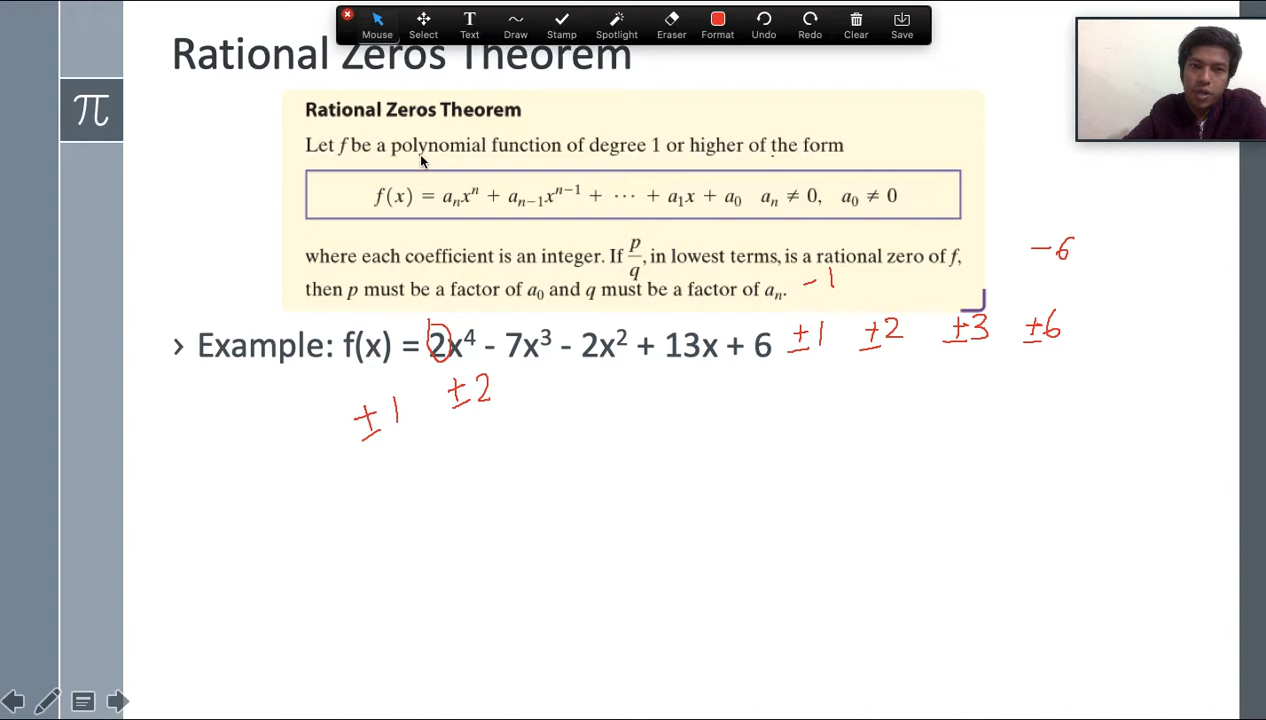 Mouse Select Text Draw Stamp Spotlight Eraser Format Undo Redo Clear Save
Rational Zeros Theorem
π
Rational Zeros Theorem
Let f be a polynomial function of degree 1 or higher of the form
f(x) = aₙxⁿ + aₙ₋₁xⁿ⁻¹ + ··· + a₁x + a₀ aₙ ≠ 0, a₀ ≠ 0
where each coefficient is an integer. If p/q, in lowest terms, is a rational zero of f,
then p must be a factor of a₀ and q must be a factor of aₙ.
-6
-1
› Example: f(x) = 2x⁴ - 7x³ - 2x² + 13x + 6 ±1 ±2 ±3 ±6
±1 ±2